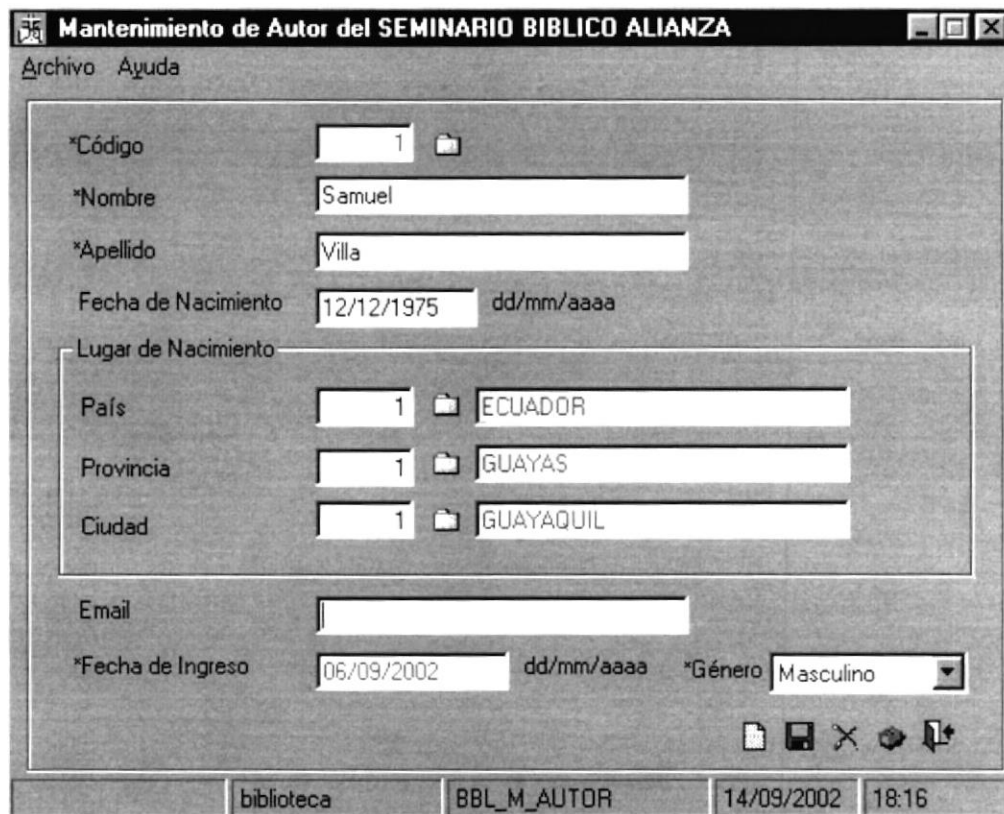 Mantenimiento de Autor del SEMINARIO BIBLICO ALIANZA
Archivo Ayuda
*Código 1
*Nombre Samuel
*Apellido Villa
Fecha de Nacimiento 12/12/1975 dd/mm/aaaa
Lugar de Nacimiento
País 1 ECUADOR
Provincia 1 GUAYAS
Ciudad 1 GUAYAQUIL
Email
*Fecha de Ingreso 06/09/2002 dd/mm/aaaa *Género Masculino
biblioteca BBL_M_AUTOR 14/09/2002 18:16